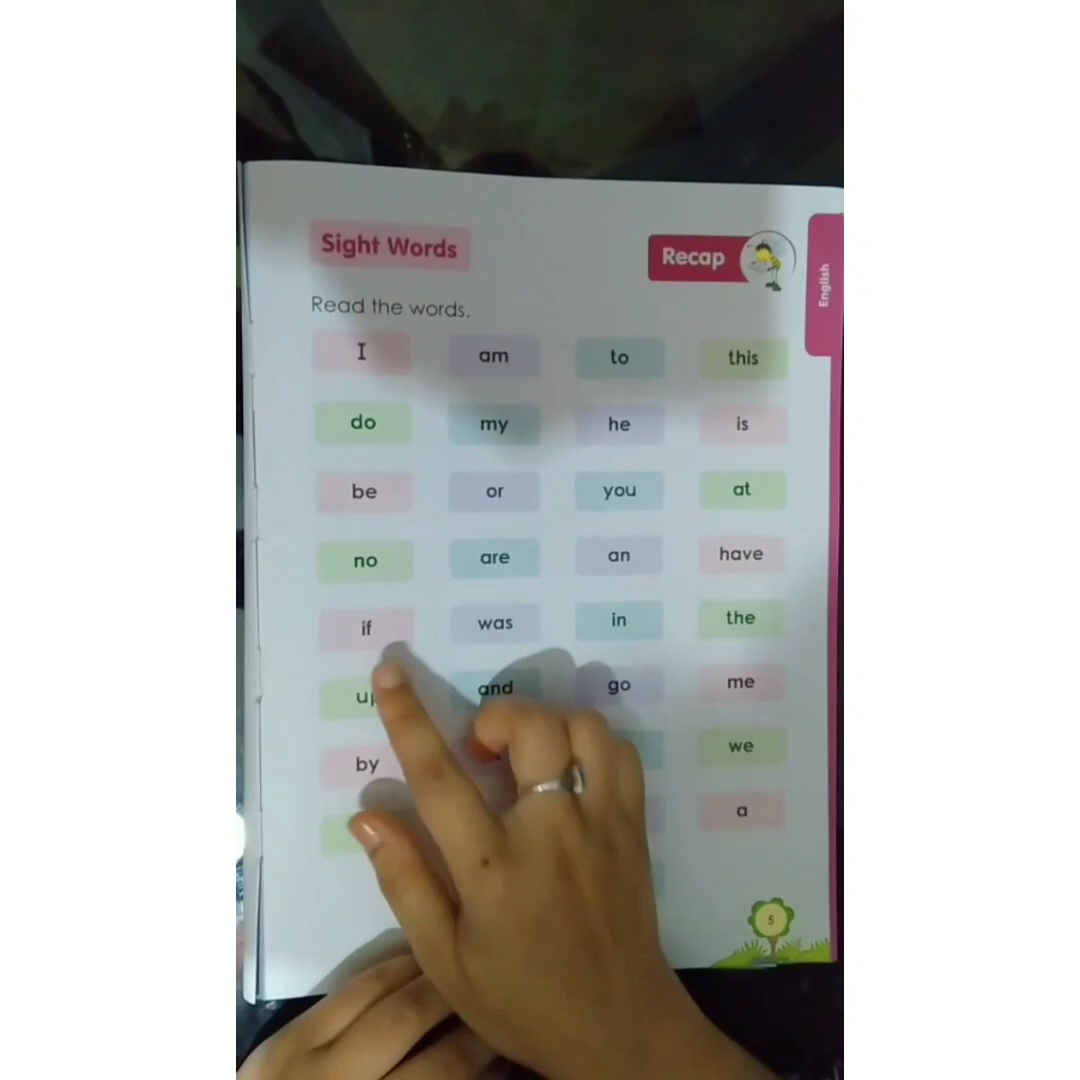 Sight Words
Recap
English
Read the words.
I am to this
do my he is
be or you at
no are an have
if was in the
and go me
by we
a
5